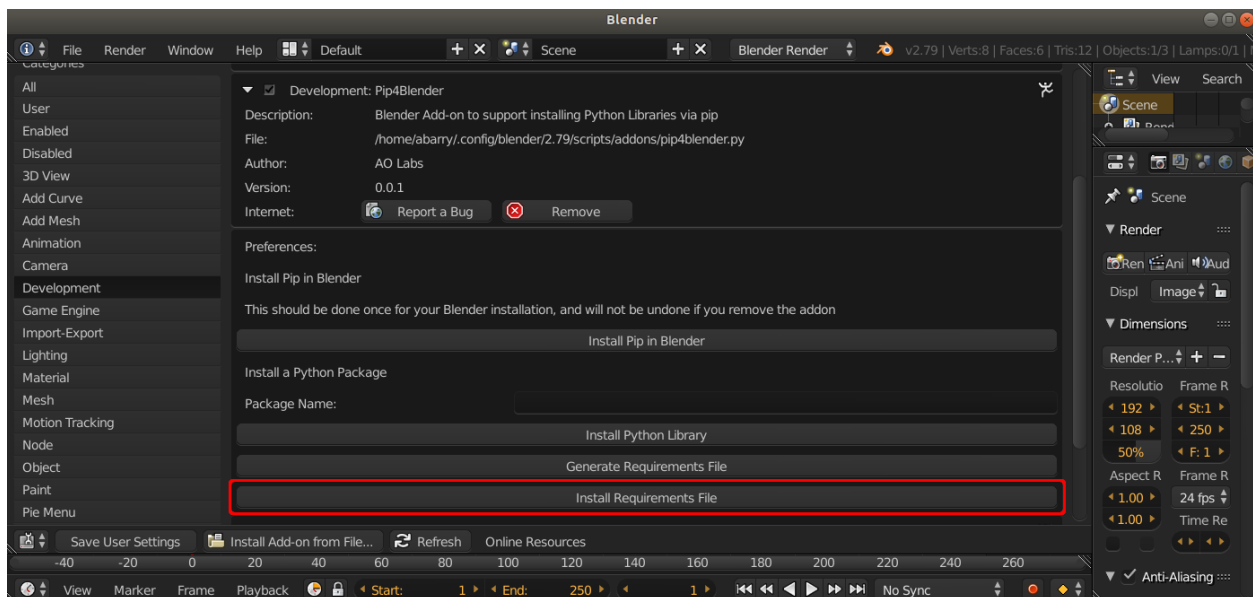 Blender
File Render Window Help Default Scene Blender Render v2.79 | Verts:8 | Faces:6 | Tris:12 | Objects:1/3 | Lamps:0/1 |
Categories
All
User
Enabled
Disabled
3D View
Add Curve
Add Mesh
Animation
Camera
Development
Game Engine
Import-Export
Lighting
Material
Mesh
Motion Tracking
Node
Object
Paint
Pie Menu
Development: Pip4Blender
Description: Blender Add-on to support installing Python Libraries via pip
File: /home/abarry/.config/blender/2.79/scripts/addons/pip4blender.py
Author: AO Labs
Version: 0.0.1
Internet: Report a Bug Remove
Preferences:
Install Pip in Blender
This should be done once for your Blender installation, and will not be undone if you remove the addon
Install Pip in Blender
Install a Python Package
Package Name:
Install Python Library
Generate Requirements File
Install Requirements File
View Search
Scene
Scene
Render
Ren Ani Aud
Displ Image
Dimensions
Render P...
Resolutio Frame R
192 St:1
108 250
50% F: 1
Aspect R Frame R
1.00 24 fps
1.00 Time Re
Anti-Aliasing
Save User Settings Install Add-on from File... Refresh Online Resources
-40 -20 0 20 40 60 80 100 120 140 160 180 200 220 240 260
View Marker Frame Playback Start: 1 End: 250 1 No Sync